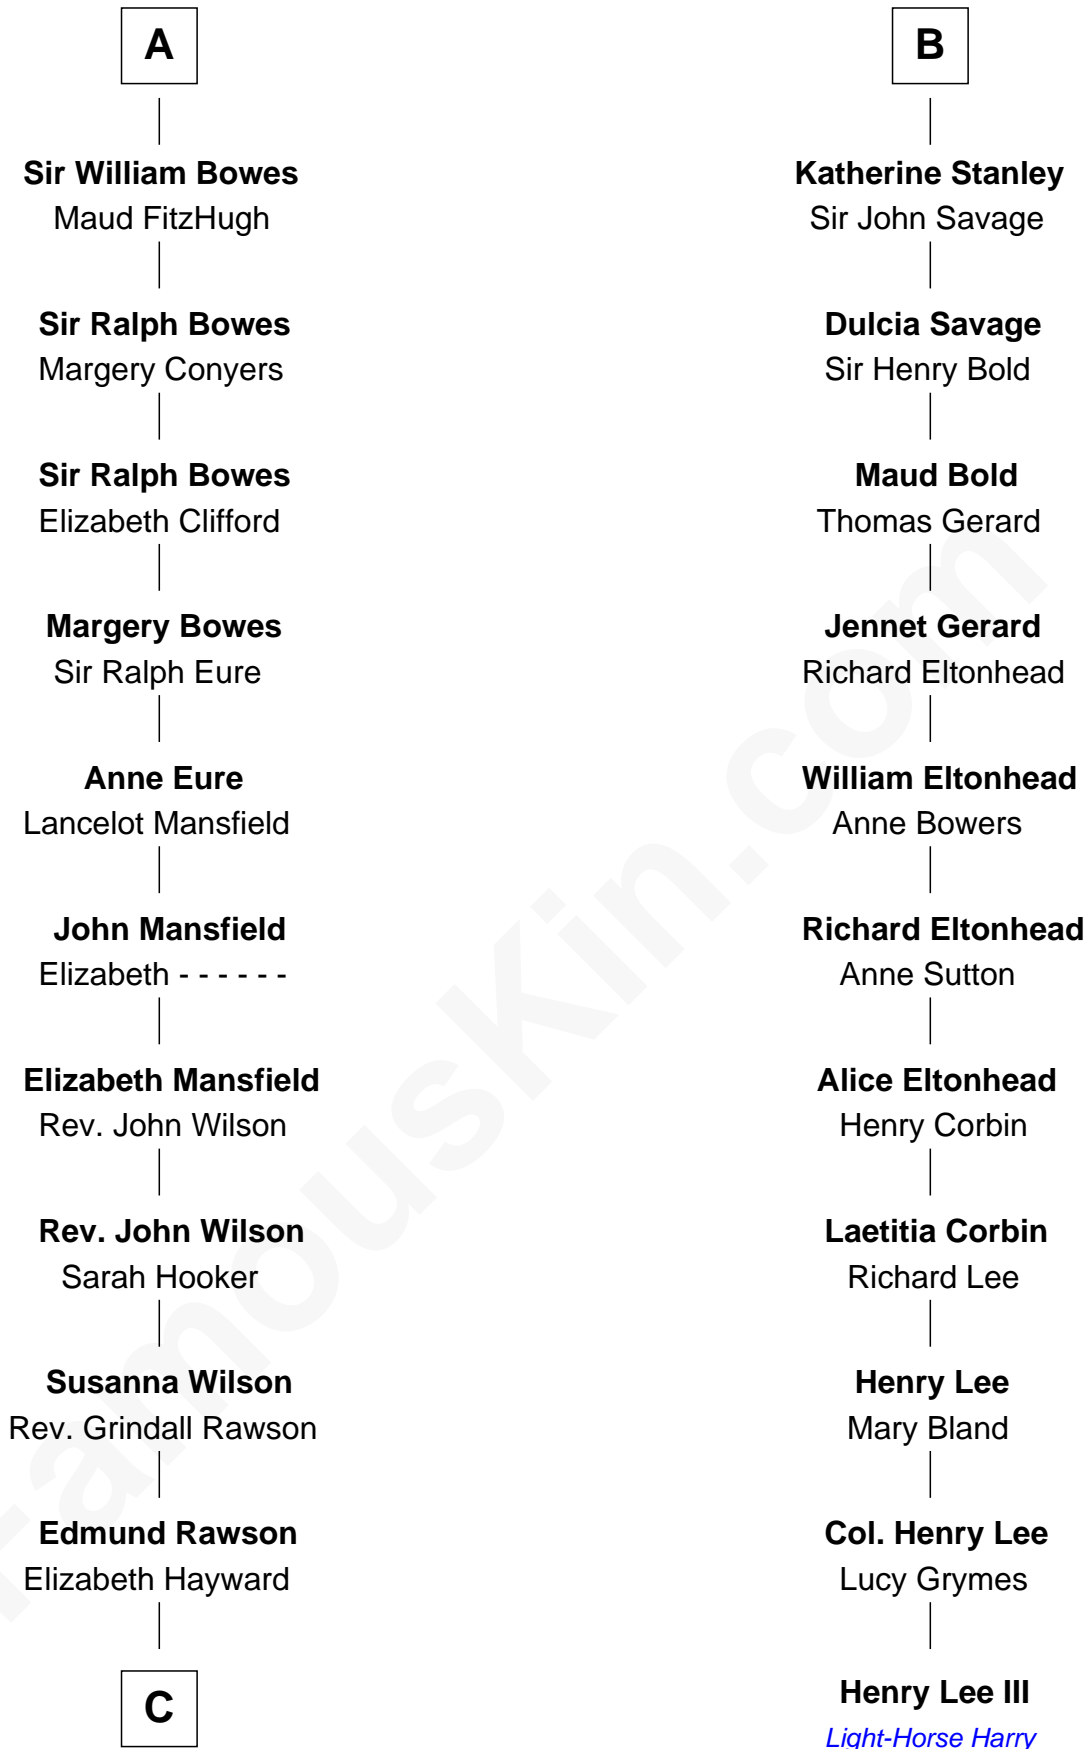 A
Sir William Bowes
Maud FitzHugh
Sir Ralph Bowes
Margery Conyers
Sir Ralph Bowes
Elizabeth Clifford
Margery Bowes
Sir Ralph Eure
Anne Eure
Lancelot Mansfield
John Mansfield
Elizabeth - - - - - -
Elizabeth Mansfield
Rev. John Wilson
Rev. John Wilson
Sarah Hooker
Susanna Wilson
Rev. Grindall Rawson
Edmund Rawson
Elizabeth Hayward
C
B
Katherine Stanley
Sir John Savage
Dulcia Savage
Sir Henry Bold
Maud Bold
Thomas Gerard
Jennet Gerard
Richard Eltonhead
William Eltonhead
Anne Bowers
Richard Eltonhead
Anne Sutton
Alice Eltonhead
Henry Corbin
Laetitia Corbin
Richard Lee
Henry Lee
Mary Bland
Col. Henry Lee
Lucy Grymes
Henry Lee III
Light-Horse Harry
FamousKin.com